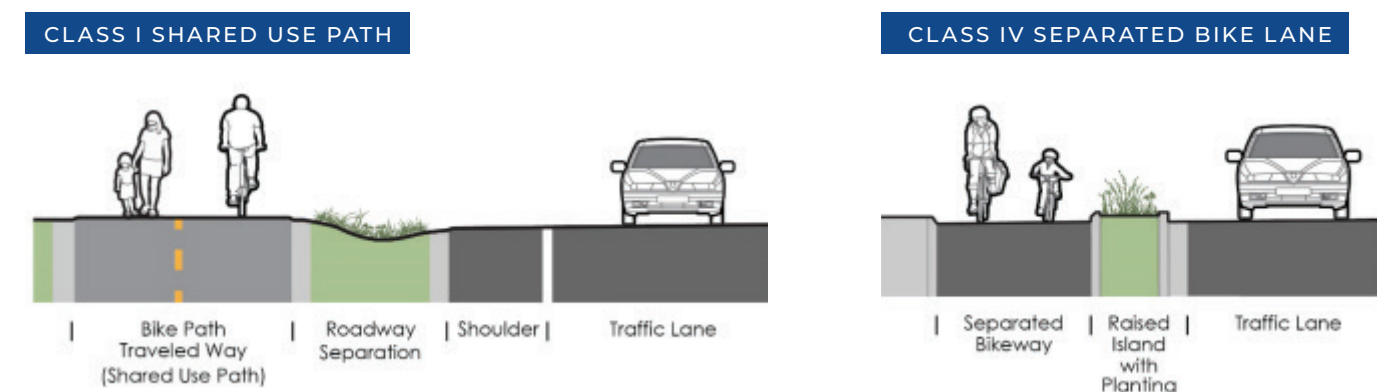 CLASS I SHARED USE PATH
Bike Path
Traveled Way
(Shared Use Path)
Roadway
Separation
Shoulder
Traffic Lane
CLASS IV SEPARATED BIKE LANE
Separated
Bikeway
Raised
Island
with
Planting
Traffic Lane